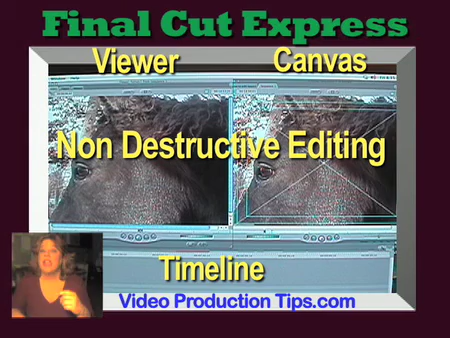 Final Cut Express
Viewer Canvas
Non Destructive Editing
Timeline
Video Production Tips.com